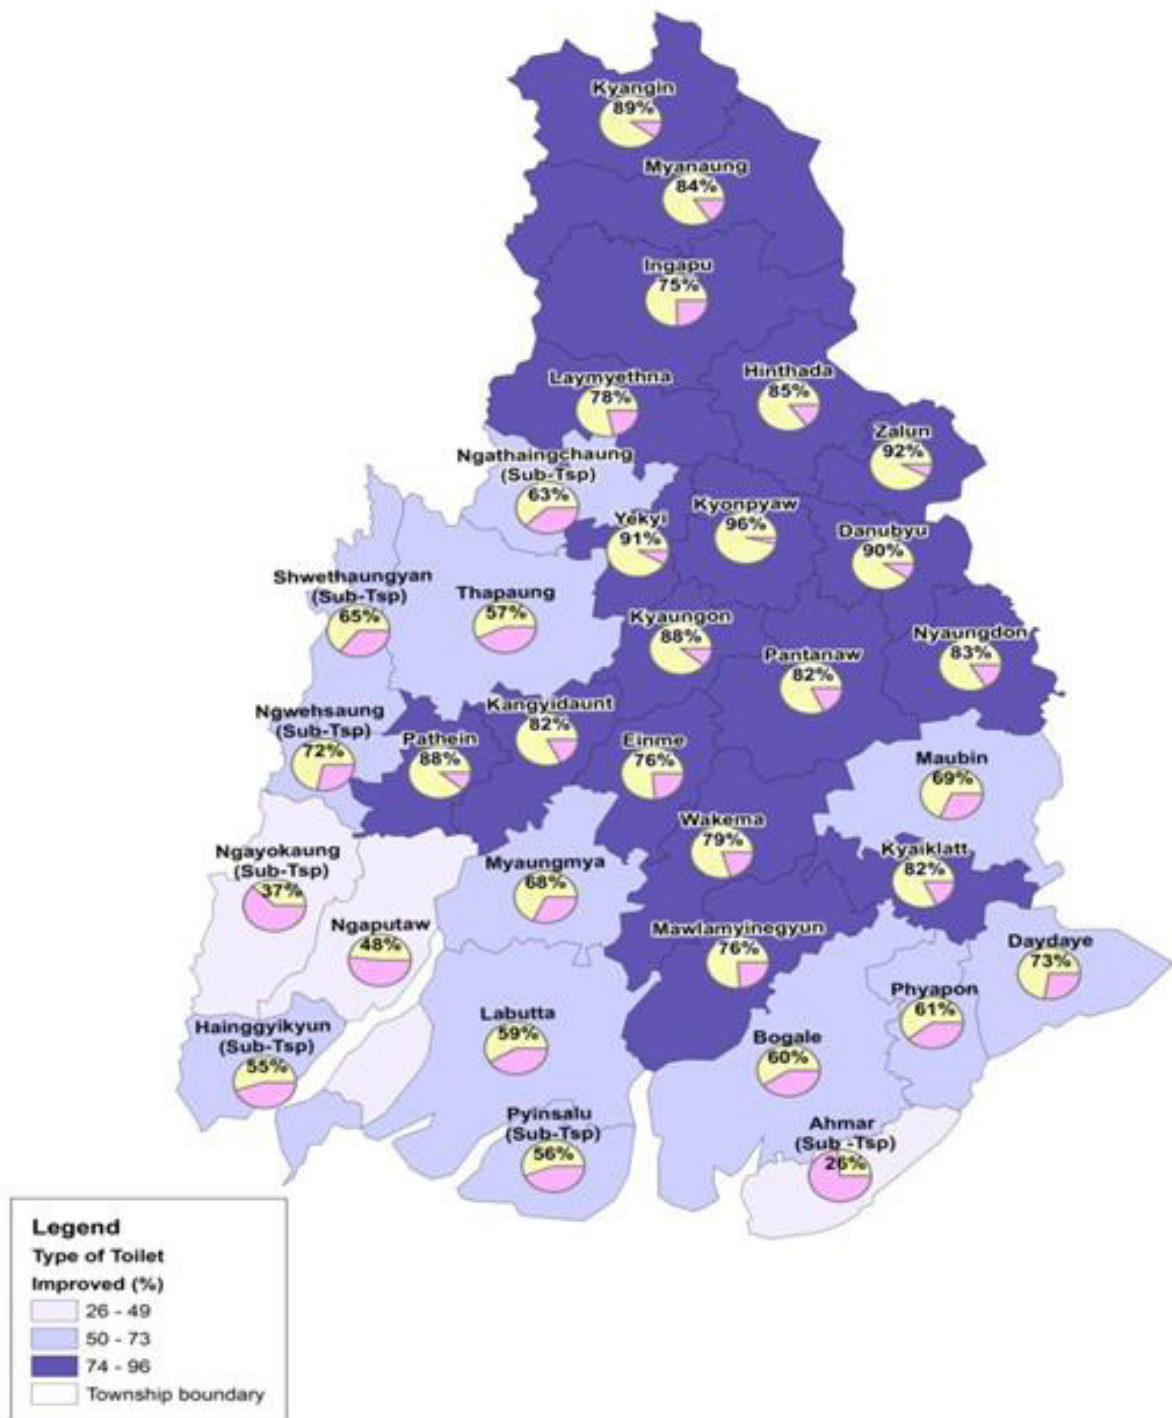 Kyangin
89%
Myanaung
84%
Ingapu
75%
Laymyethna
78%
Hinthada
85%
Zalun
92%
Ngathaingchaung
(Sub-Tsp)
63%
Yekyi
91%
Kyonpyaw
96%
Danubyu
90%
Shwethaungyan
(Sub-Tsp)
65%
Thapaung
57%
Kyaungon
88%
Pantanaw
82%
Nyaungdon
83%
Ngwehsaung
(Sub-Tsp)
72%
Pathein
88%
Kangyidaunt
82%
Einme
76%
Maubin
69%
Ngayokaung
(Sub-Tsp)
37%
Ngaputaw
48%
Myaungmya
68%
Wakema
79%
Kyaiklatt
82%
Mawlamyinegyun
76%
Daydaye
73%
Phyapon
61%
Hainggyikyun
(Sub-Tsp)
55%
Labutta
59%
Bogale
60%
Pyinsalu
(Sub-Tsp)
56%
Ahmar
(Sub -Tsp)
26%
Legend
Type of Toilet
Improved (%)
26 - 49
50 - 73
74 - 96
Township boundary